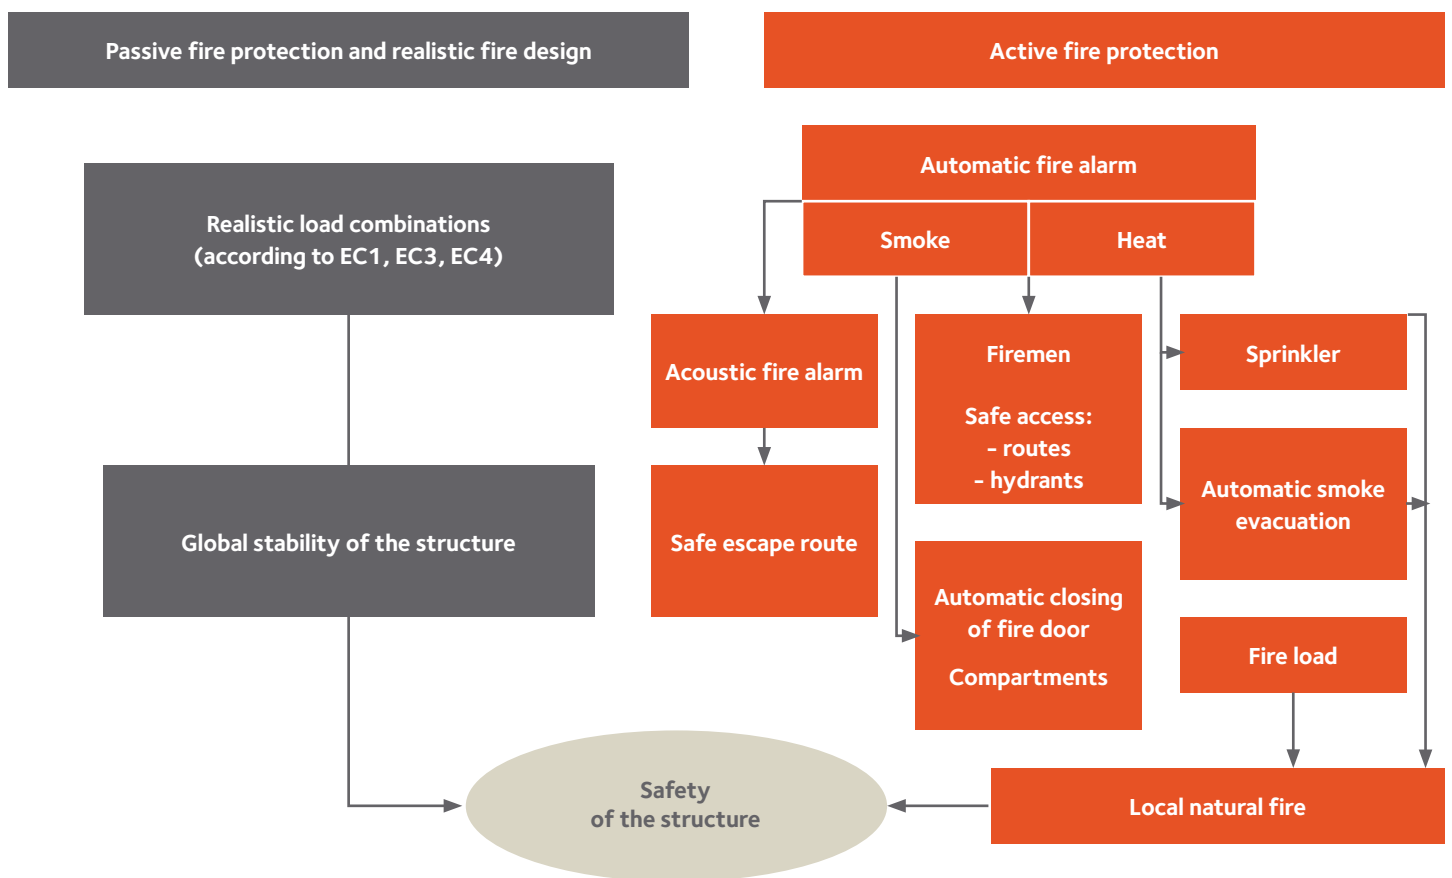 Passive fire protection and realistic fire design
Active fire protection
Realistic load combinations
(according to EC1, EC3, EC4)
Global stability of the structure
Automatic fire alarm
Smoke
Heat
Acoustic fire alarm
Safe escape route
Firemen
Safe access:
- routes
- hydrants
Automatic closing
of fire door
Compartments
Sprinkler
Automatic smoke
evacuation
Fire load
Local natural fire
Safety
of the structure